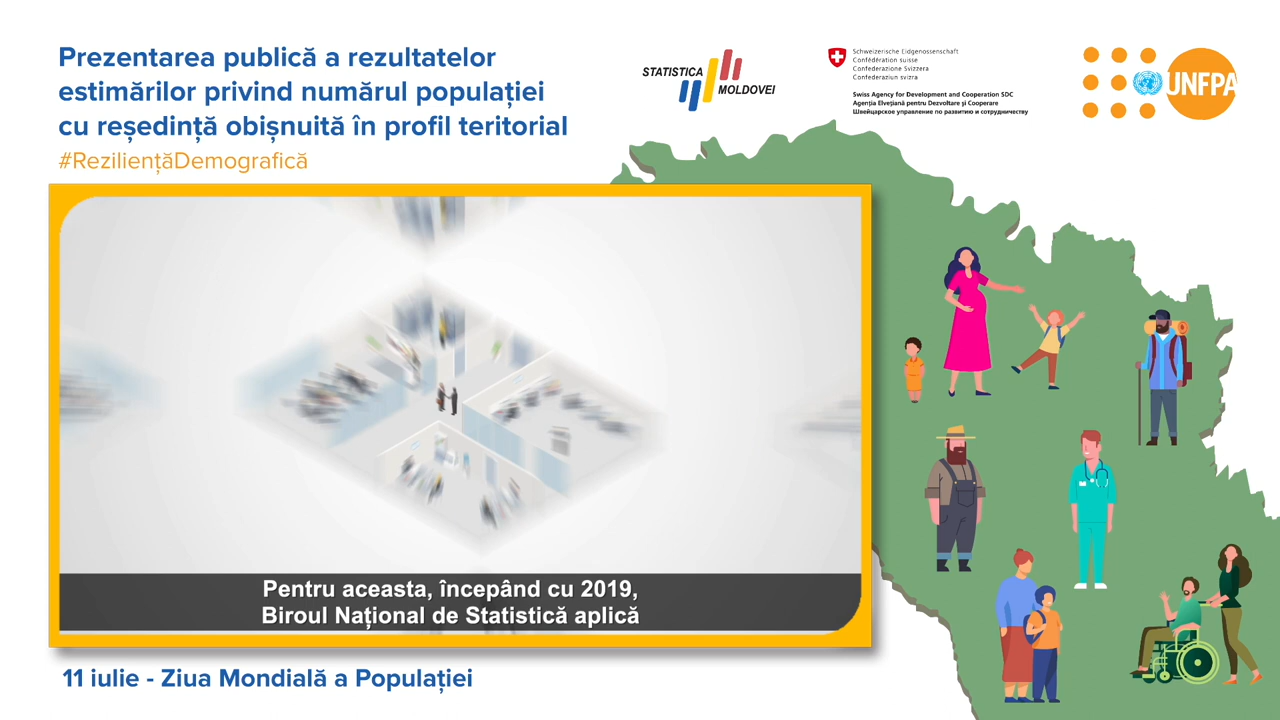 Prezentarea publică a rezultatelor
estimărilor privind numărul populației
cu reședință obișnuită în profil teritorial
#ReziliențăDemografică
STATISTICA
MOLDOVEI
Schweizerische Eidgenossenschaft
Confédération suisse
Confederazione Svizzera
Confederaziun svizra
Swiss Agency for Development and Cooperation SDC
Agenția Elvețiană pentru Dezvoltare și Cooperare
Швейцарское управление по развитию и сотрудничеству
UNFPA
Pentru aceasta, începând cu 2019,
Biroul Național de Statistică aplică
11 iulie - Ziua Mondială a Populației